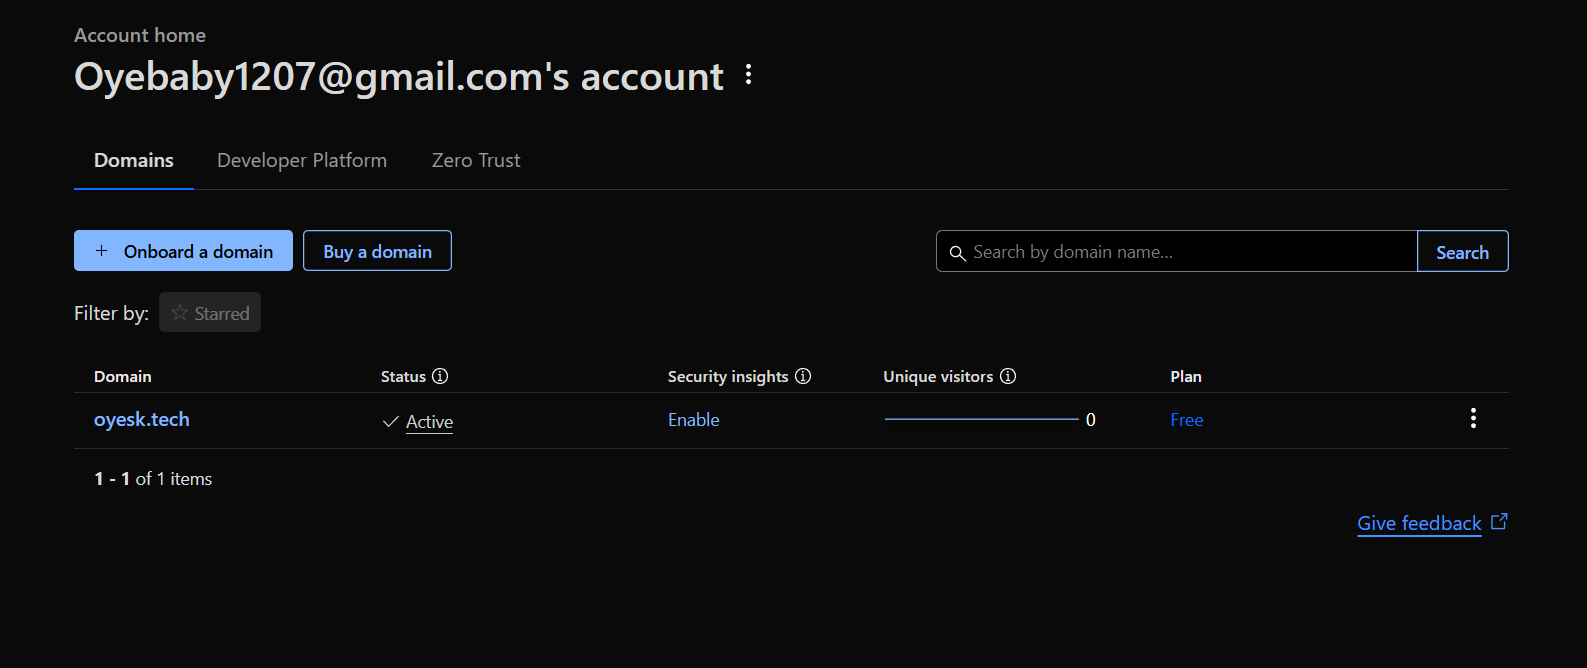 Account home
Oyebaby1207@gmail.com's account
Domains Developer Platform Zero Trust
+ Onboard a domain Buy a domain Search by domain name... Search
Filter by: Starred
Domain Status Security insights Unique visitors Plan
oyesk.tech Active Enable 0 Free
1 - 1 of 1 items
Give feedback